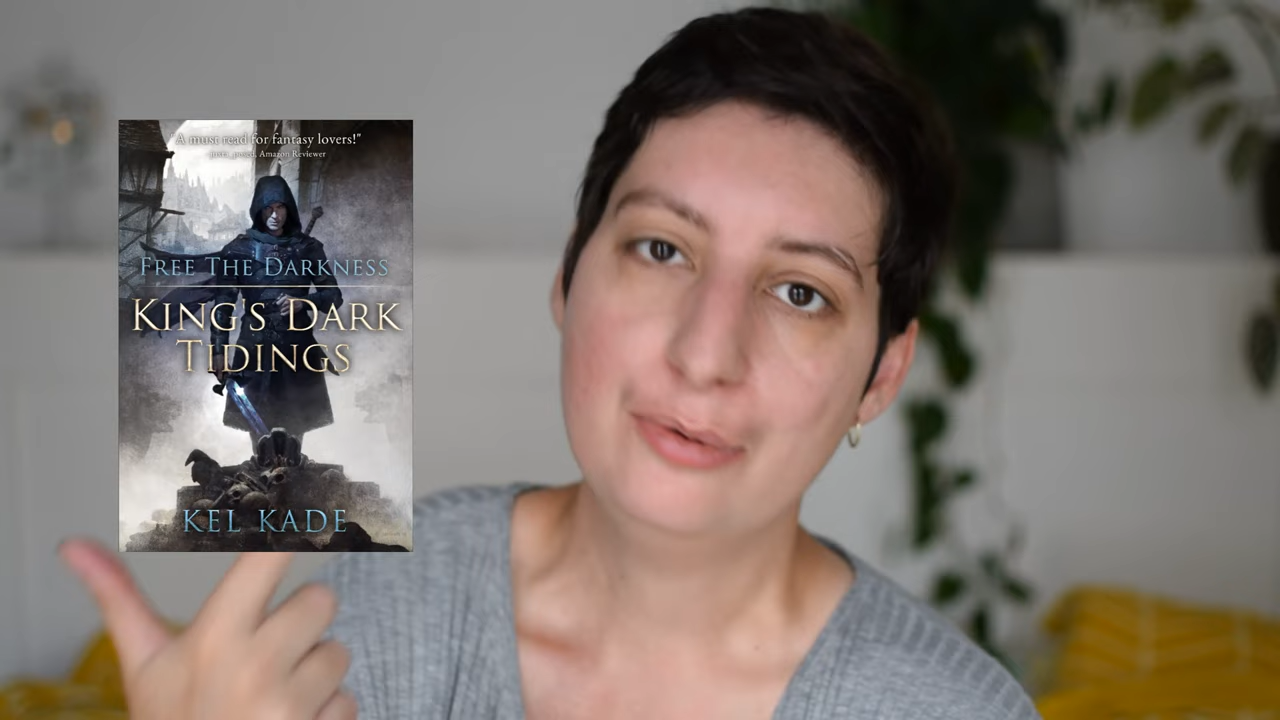 "A must read for fantasy lovers!"
Amazon Reviewer
FREE THE DARKNESS
KING'S DARK
TIDINGS
KEL KADE